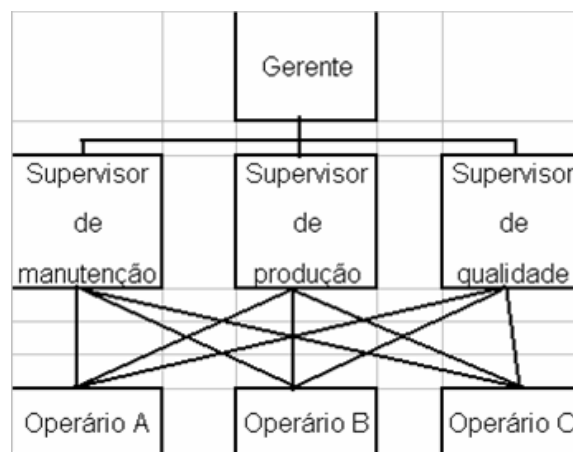 Gerente
Supervisor
de
manutenção
Supervisor
de
produção
Supervisor
de
qualidade
Operário A
Operário B
Operário C